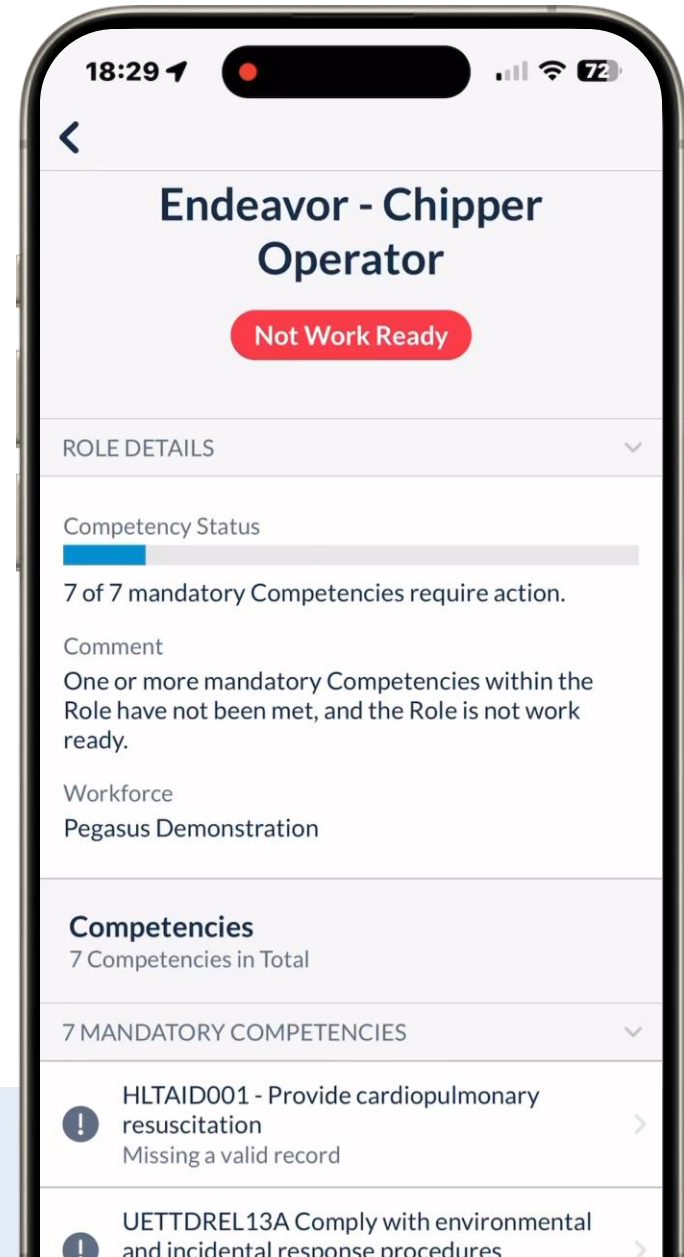 18:29
72
Endeavor - Chipper
Operator
Not Work Ready
ROLE DETAILS
Competency Status
7 of 7 mandatory Competencies require action.
Comment
One or more mandatory Competencies within the
Role have not been met, and the Role is not work
ready.
Workforce
Pegasus Demonstration
Competencies
7 Competencies in Total
7 MANDATORY COMPETENCIES
HLTAID001 - Provide cardiopulmonary
resuscitation
Missing a valid record
UETTDREL13A Comply with environmental
and incidental response procedures